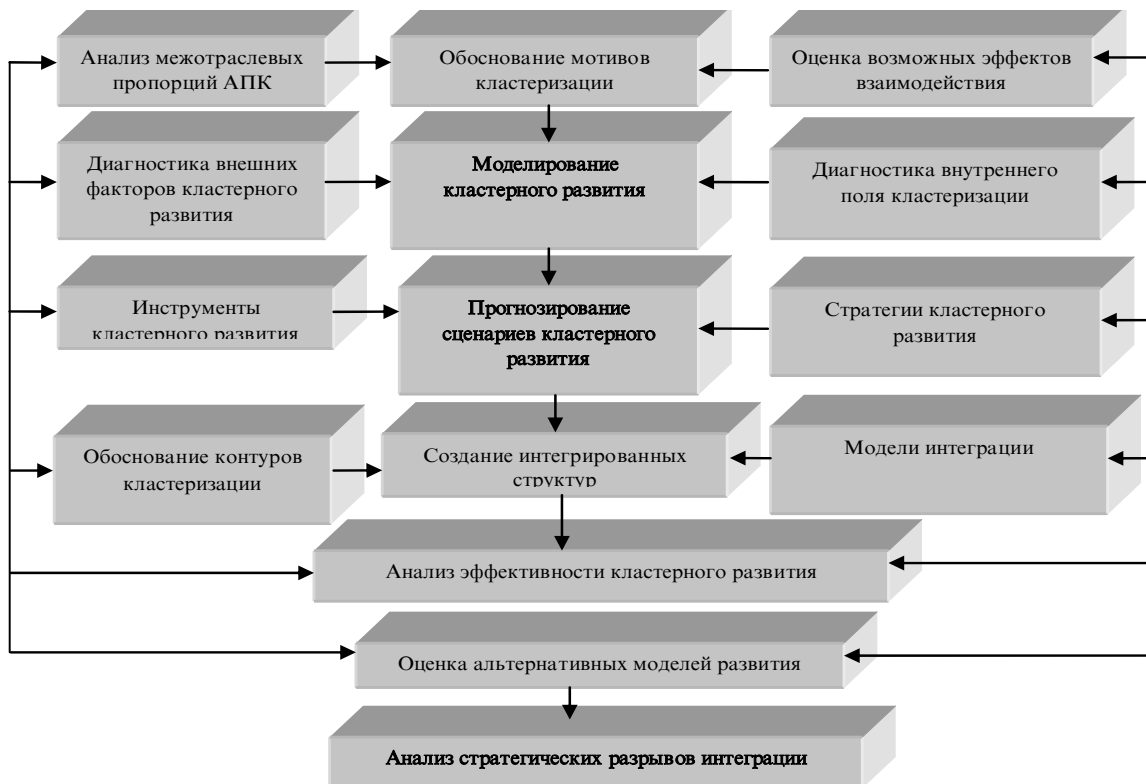 Анализ межотраслевых
пропорций АПК
Обоснование мотивов
кластеризации
Оценка возможных эффектов
взаимодействия
Диагностика внешних
факторов кластерного
развития
Моделирование
кластерного развития
Диагностика внутреннего
поля кластеризации
Инструменты
кластерного развития
Прогнозирование
сценариев кластерного
развития
Стратегии кластерного
развития
Обоснование контуров
кластеризации
Создание интегрированных
структур
Модели интеграции
Анализ эффективности кластерного развития
Оценка альтернативных моделей развития
Анализ стратегических разрывов интеграции